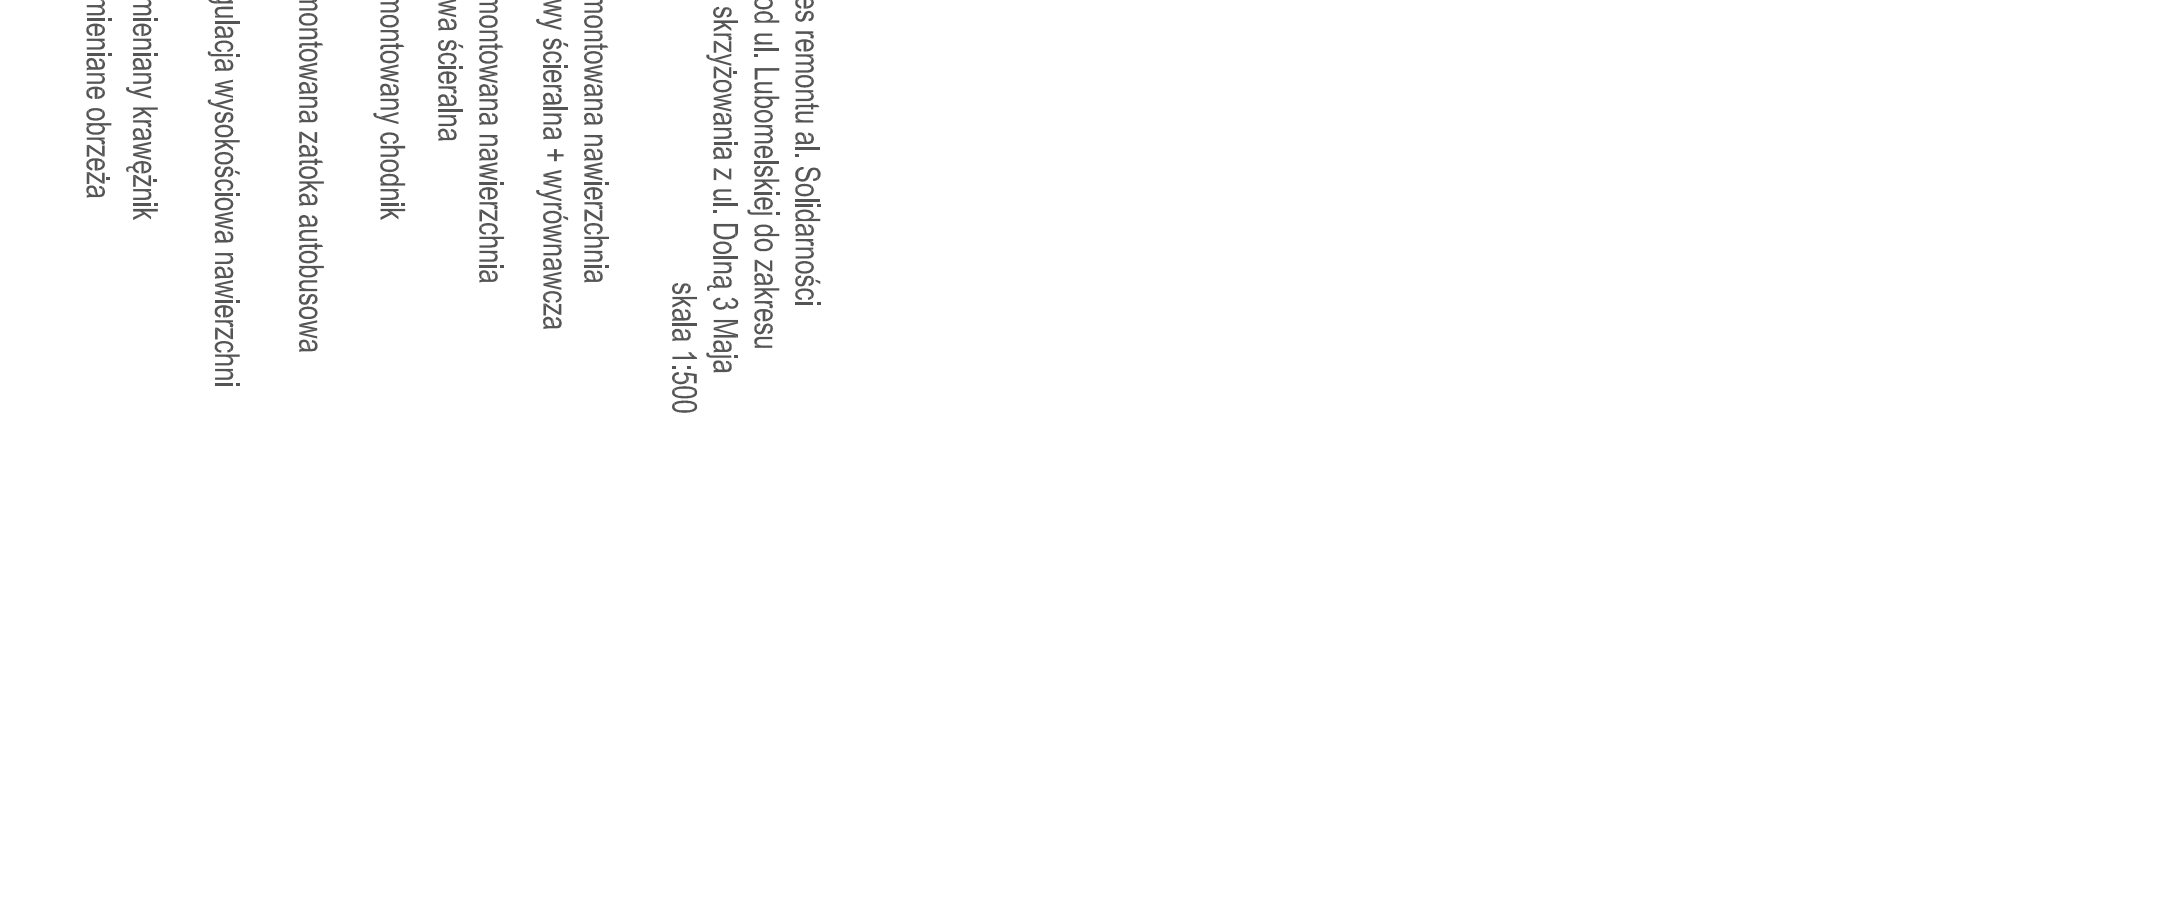 es remontu al. Solidarności
od ul. Lubomelskiej do zakresu
skrzyżowania z ul. Dolną 3 Maja
skala 1:500
montowana nawierzchnia
wy ścieralna + wyrównawcza
montowana nawierzchnia
wa ścieralna
montowany chodnik
montowana zatoka autobusowa
gulacja wysokościowa nawierzchni
mieniany krawężnik
mieniane obrzeża